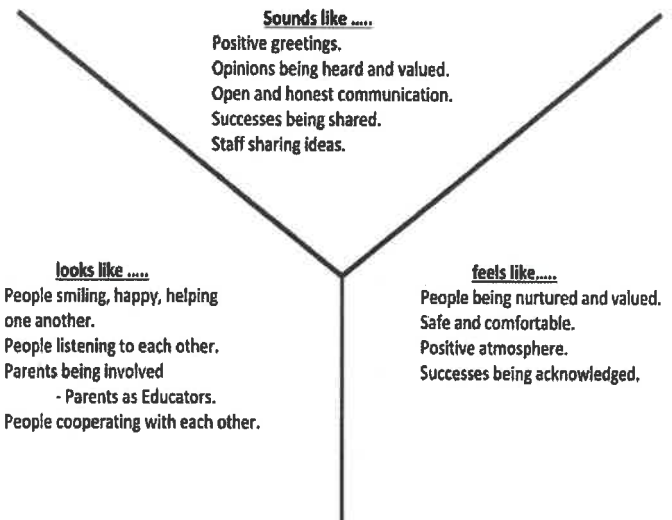 Sounds like .....
Positive greetings.
Opinions being heard and valued.
Open and honest communication.
Successes being shared.
Staff sharing ideas.
looks like .....
People smiling, happy, helping
one another.
People listening to each other.
Parents being involved
- Parents as Educators.
People cooperating with each other.
feels like.....
People being nurtured and valued.
Safe and comfortable.
Positive atmosphere.
Successes being acknowledged.